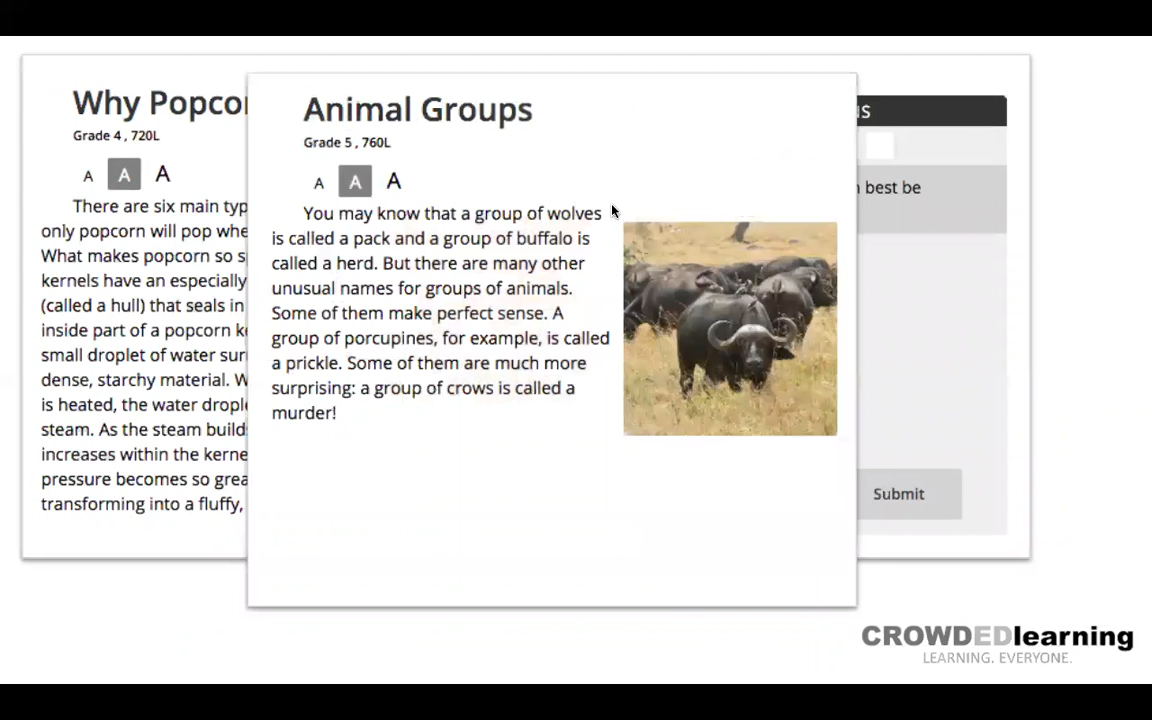 Why Popcor
Grade 4 , 720L
A A A
There are six main typ
only popcorn will pop whe
What makes popcorn so s
kernels have an especially
(called a hull) that seals in
inside part of a popcorn ke
small droplet of water sur
dense, starchy material. W
is heated, the water drople
steam. As the steam builds
increases within the kerne
pressure becomes so grea
transforming into a fluffy,
Animal Groups
Grade 5 , 760L
A A A
You may know that a group of wolves
is called a pack and a group of buffalo is
called a herd. But there are many other
unusual names for groups of animals.
Some of them make perfect sense. A
group of porcupines, for example, is called
a prickle. Some of them are much more
surprising: a group of crows is called a
murder!
NS
n best be
Submit
CROWDEDlearning
LEARNING. EVERYONE.